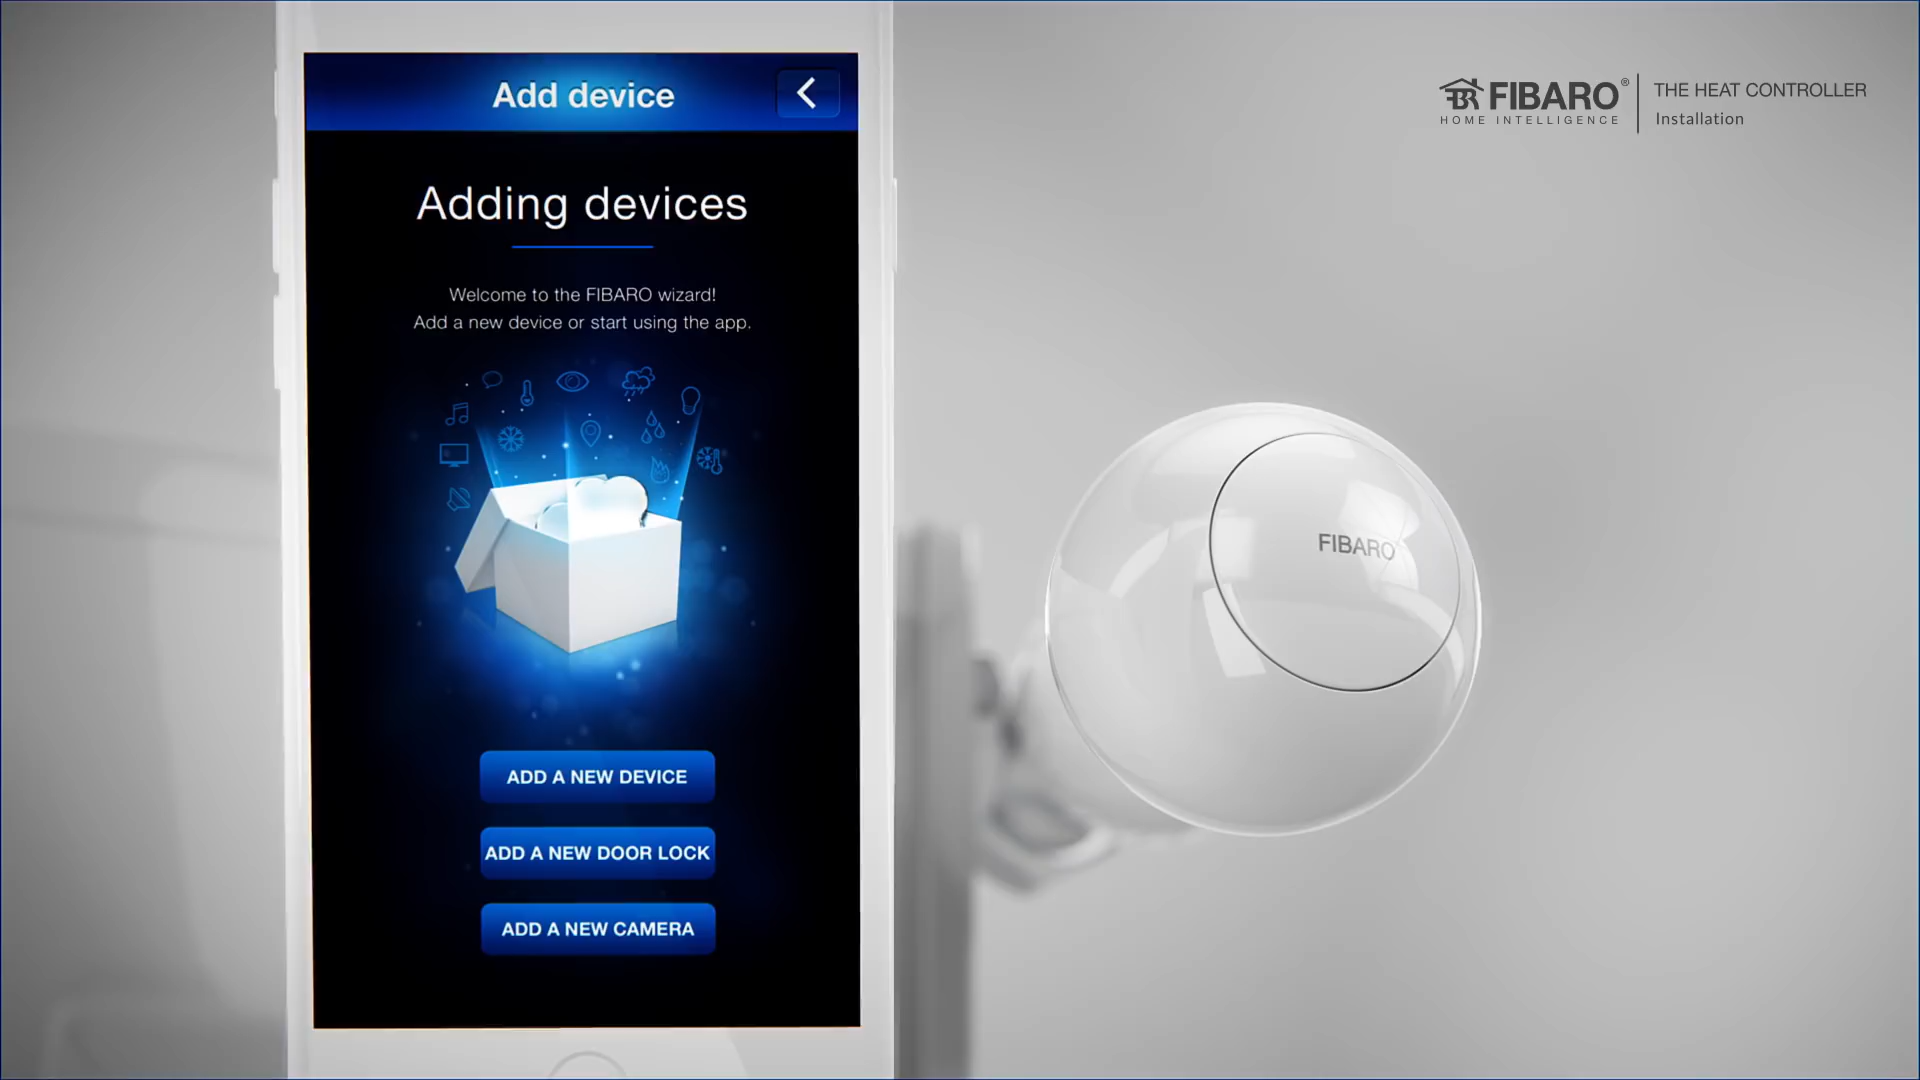 Add device
Adding devices
Welcome to the FIBARO wizard!
Add a new device or start using the app.
ADD A NEW DEVICE
ADD A NEW DOOR LOCK
ADD A NEW CAMERA
FIBARO®
HOME INTELLIGENCE
THE HEAT CONTROLLER
Installation
FIBARO